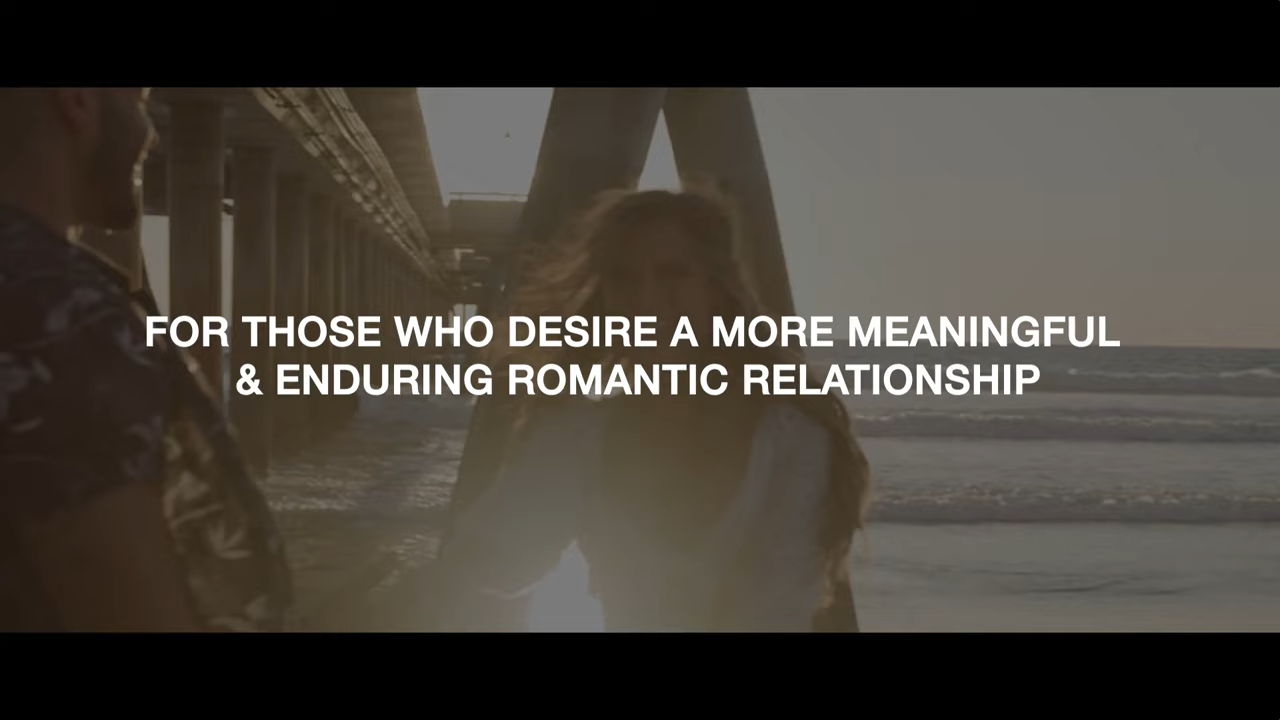 FOR THOSE WHO DESIRE A MORE MEANINGFUL
& ENDURING ROMANTIC RELATIONSHIP